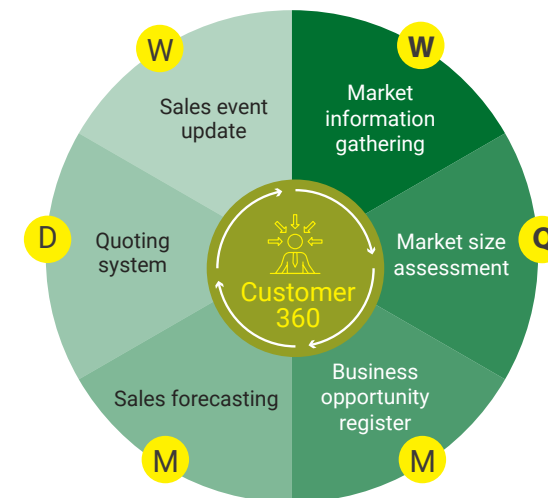 W
W
Sales event
update
Market
information
gathering
D
Quoting
system
Customer
360
Market size
assessment
Q
Sales forecasting
Business
opportunity
register
M
M